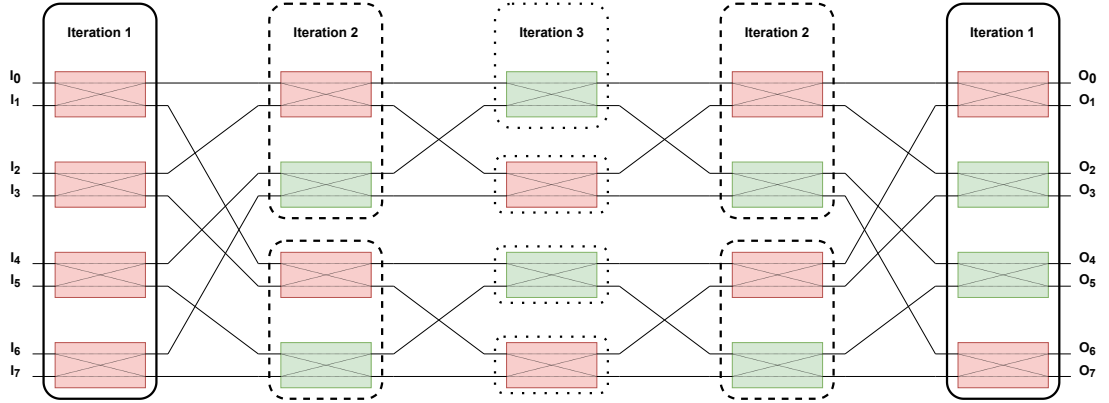 Iteration 1
Iteration 2
Iteration 3
Iteration 2
Iteration 1
I0
I1
I2
I3
I4
I5
I6
I7
O0
O1
O2
O3
O4
O5
O6
O7